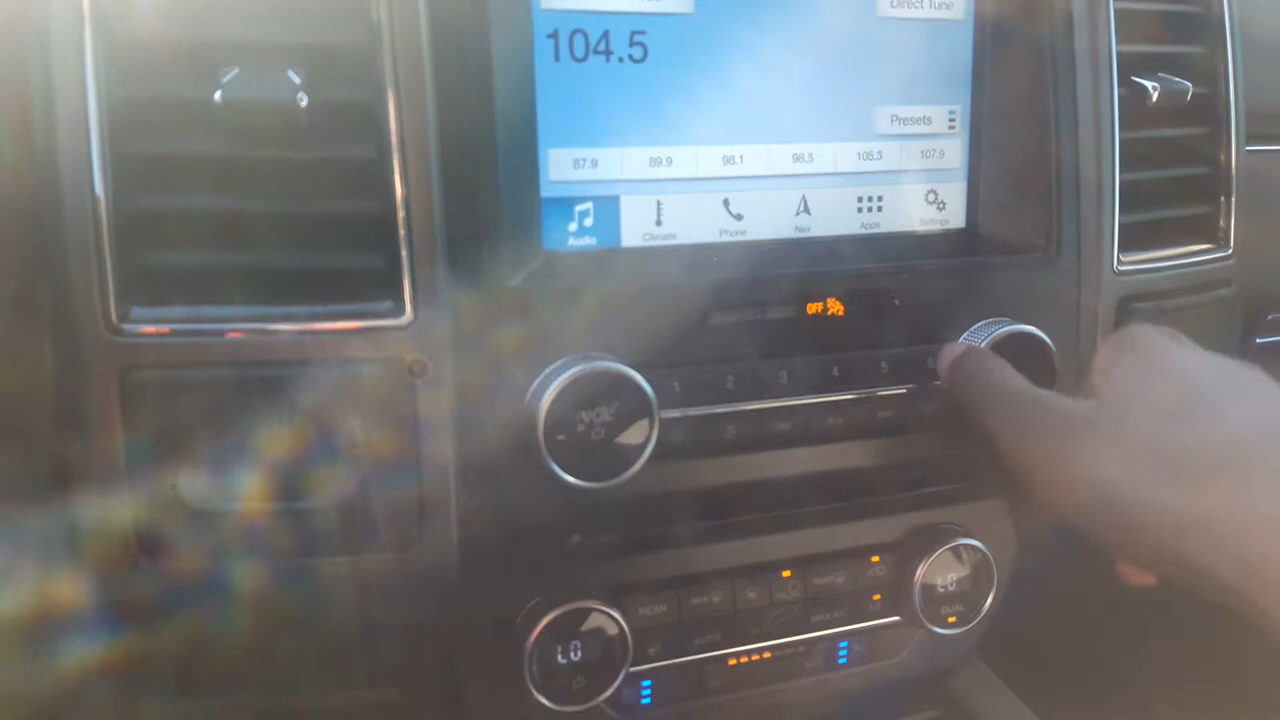 Direct Tune
104.5
Presets
87.9 89.9 98.1 98.5 105.5 107.9
Audio Climate Phone Nav Apps Settings
OFF
VOL
1 2 3 4 5 6
LO
DUAL
REAR
AUTO
MAX A/C
LO